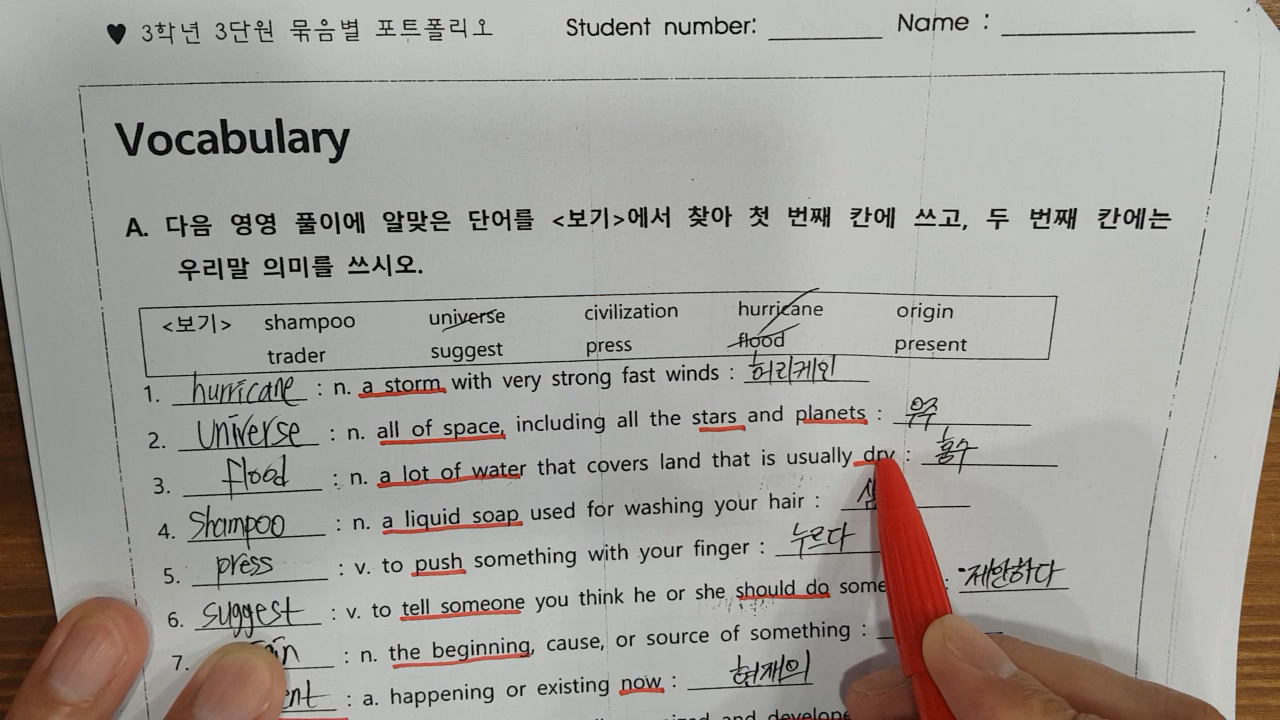 ♥ 3학년 3단원 묶음별 포트폴리오 Student number: ________ Name : ____________
Vocabulary
A. 다음 영영 풀이에 알맞은 단어를 <보기>에서 찾아 첫 번째 칸에 쓰고, 두 번째 칸에는
우리말 의미를 쓰시오.
<보기> shampoo universe civilization hurricane origin
trader suggest press flood present
1. hurricane : n. a storm with very strong fast winds : 허리케인
2. Universe : n. all of space, including all the stars and planets : 우주
3. flood : n. a lot of water that covers land that is usually dry : 홍수
4. Shampoo : n. a liquid soap used for washing your hair :
5. press : v. to push something with your finger : 누르다
6. suggest : v. to tell someone you think he or she should do : 제안하다
7. : n. the beginning, cause, or source of something :
: a. happening or existing now : 현재의
and